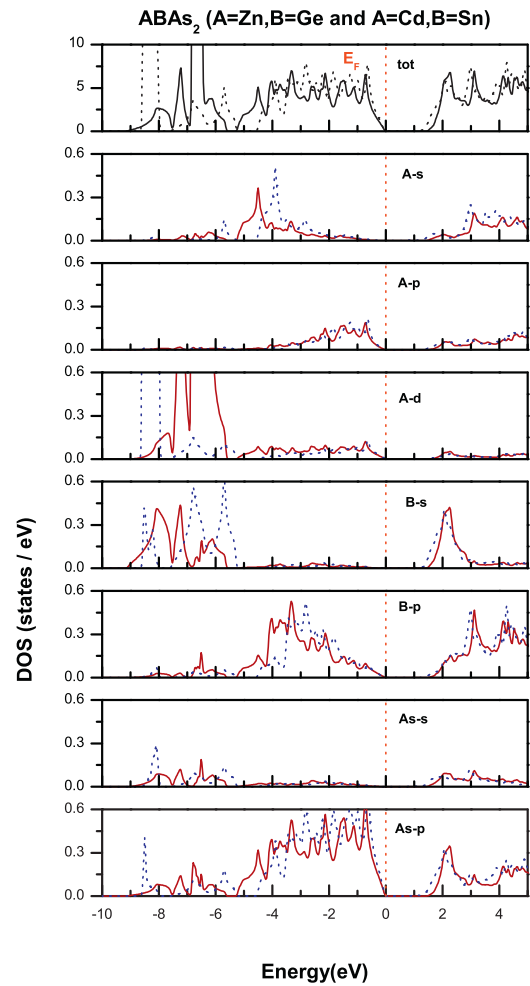 ABAs2 (A=Zn,B=Ge and A=Cd,B=Sn)
10
5
0
EF
tot
0.6
0.3
0.0
A-s
0.6
0.3
0.0
A-p
0.6
0.3
0.0
A-d
0.6
0.3
0.0
B-s
0.6
0.3
0.0
B-p
0.6
0.3
0.0
As-s
0.6
0.3
0.0
As-p
-10 -8 -6 -4 -2 0 2 4
DOS (states / eV)
Energy(eV)